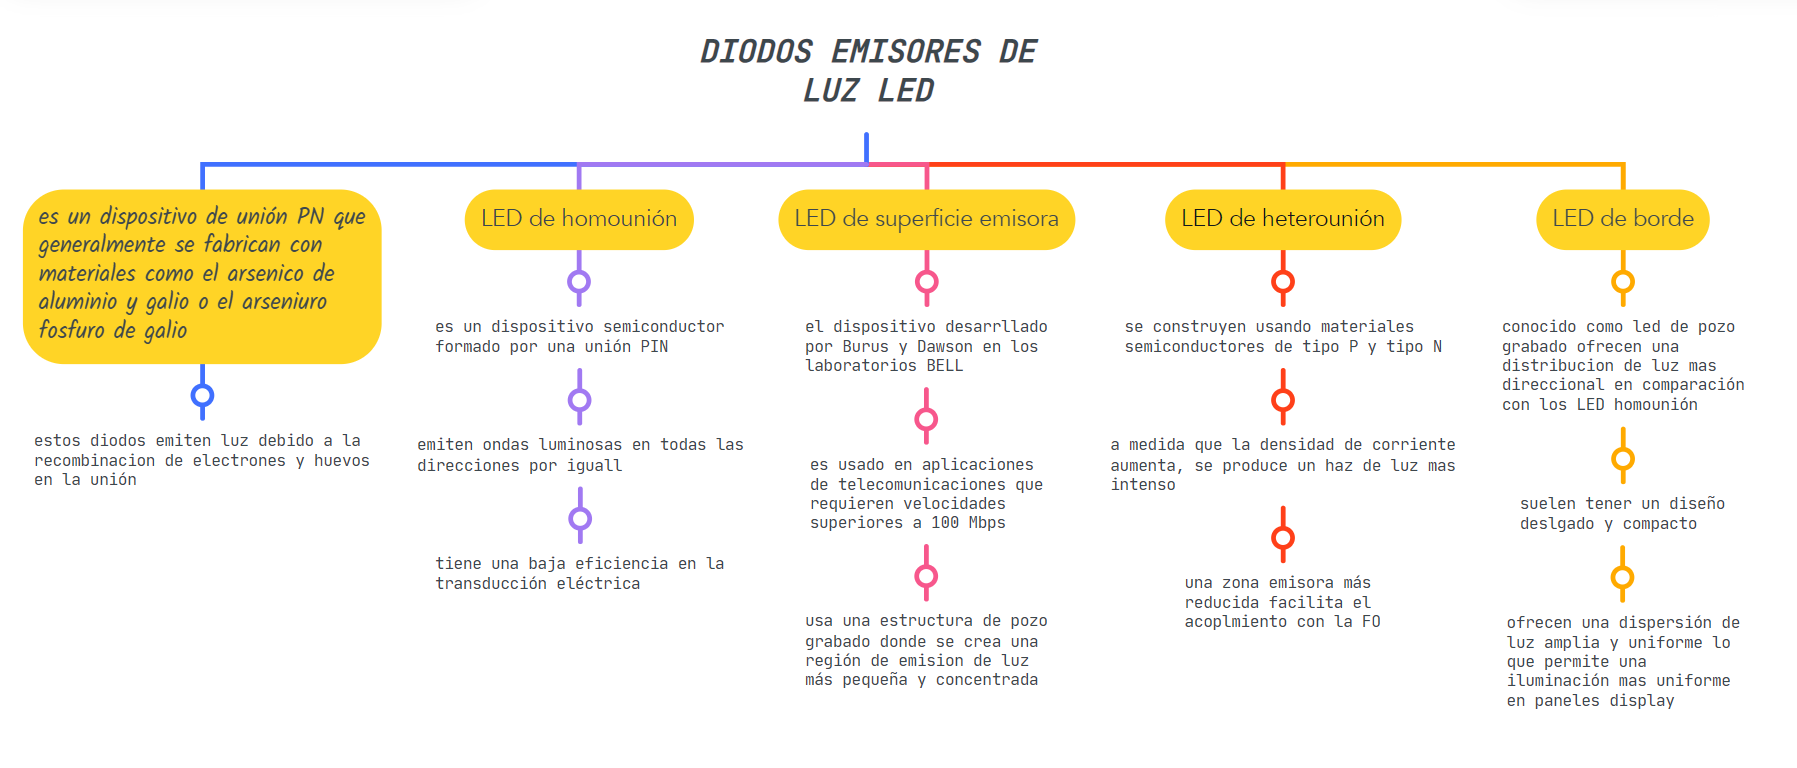 DIODOS EMISORES DE
LUZ LED
es un dispositivo de unión PN que
generalmente se fabrican con
materiales como el arsenico de
aluminio y galio o el arseniuro
fosfuro de galio
estos diodos emiten luz debido a la
recombinacion de electrones y huevos
en la unión
LED de homounión
es un dispositivo semiconductor
formado por una unión PIN
emiten ondas luminosas en todas las
direcciones por iguall
tiene una baja eficiencia en la
transducción eléctrica
LED de superficie emisora
el dispositivo desarrllado
por Burus y Dawson en los
laboratorios BELL
es usado en aplicaciones
de telecomunicaciones que
requieren velocidades
superiores a 100 Mbps
usa una estructura de pozo
grabado donde se crea una
región de emision de luz
más pequeña y concentrada
LED de heterounión
se construyen usando materiales
semiconductores de tipo P y tipo N
a medida que la densidad de corriente
aumenta, se produce un haz de luz mas
intenso
una zona emisora más
reducida facilita el
acoplmiento con la FO
LED de borde
conocido como led de pozo
grabado ofrecen una
distribucion de luz mas
direccional en comparación
con los LED homounión
suelen tener un diseño
deslgado y compacto
ofrecen una dispersión de
luz amplia y uniforme lo
que permite una
iluminación mas uniforme
en paneles display